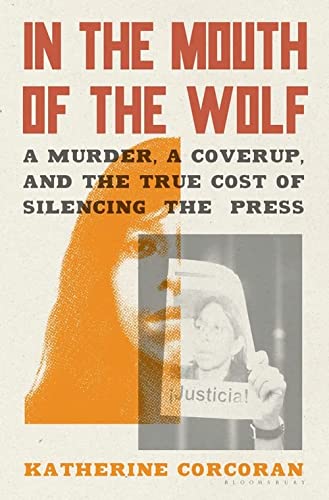 IN THE MOUTH
OF THE WOLF
A MURDER, A COVERUP,
AND THE TRUE COST OF
SILENCING THE PRESS
¡Justicia!
KATHERINE CORCORAN
BLOOMSBURY